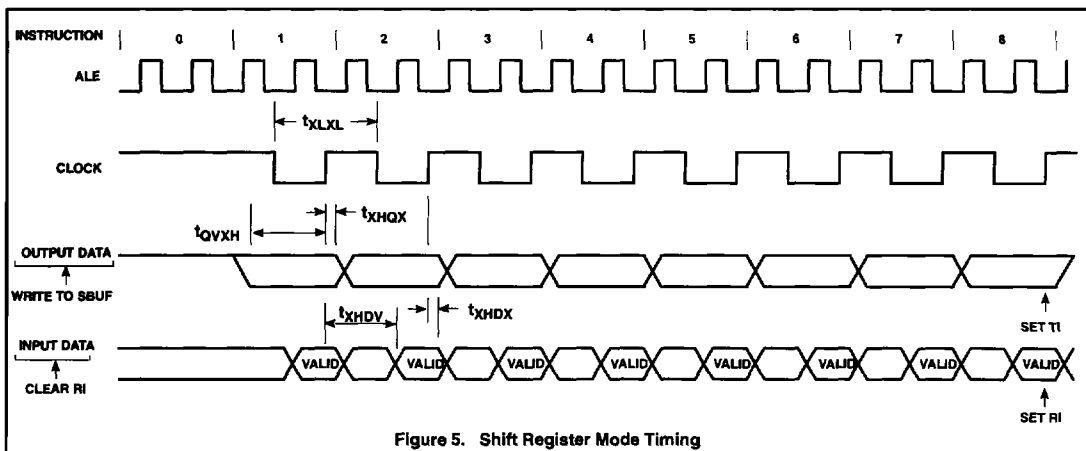 INSTRUCTION 0 1 2 3 4 5 6 7 8
ALE
tXLXL
CLOCK
tXHQX
tQVXH
OUTPUT DATA
WRITE TO SBUF
tXHDV
tXHDX
SET TI
INPUT DATA
VALID VALID VALID VALID VALID VALID VALID VALID
CLEAR RI
SET RI
Figure 5. Shift Register Mode Timing